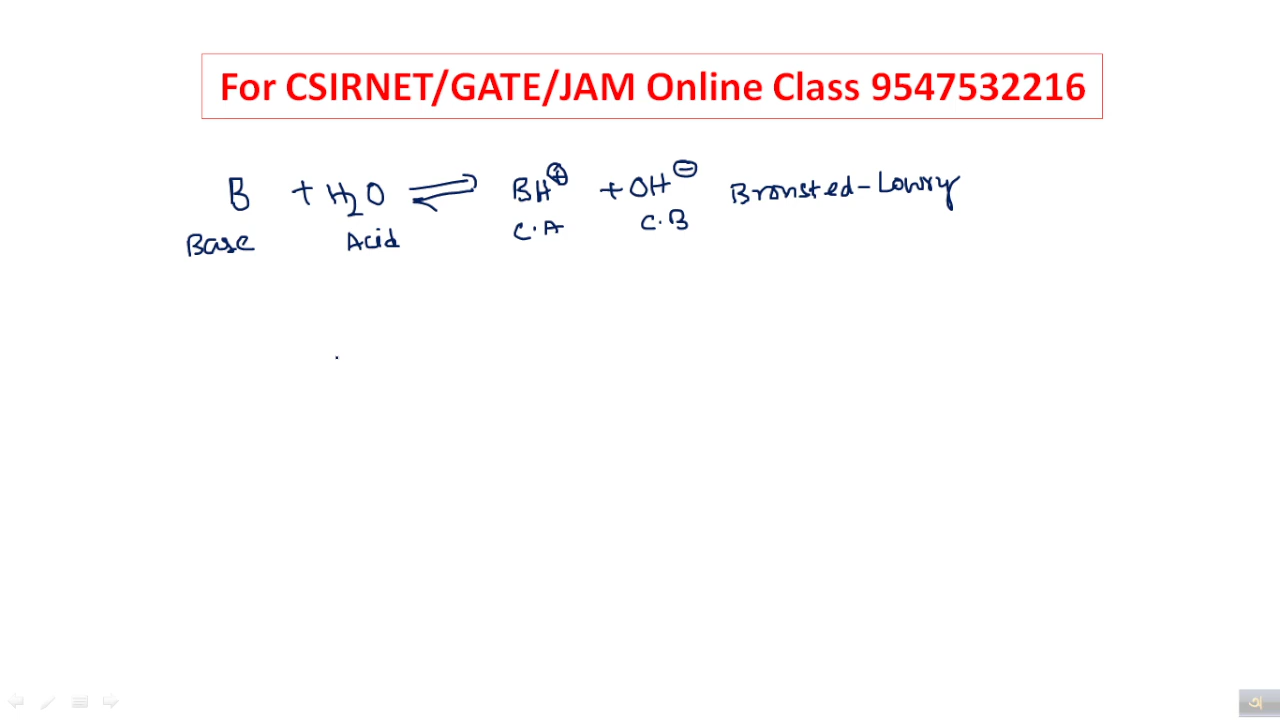 For CSIRNET/GATE/JAM Online Class 9547532216
B + H₂O ⇌ BH⊕ + OH⊖ Bronsted-Lowry
Base Acid C.A C.B
অ